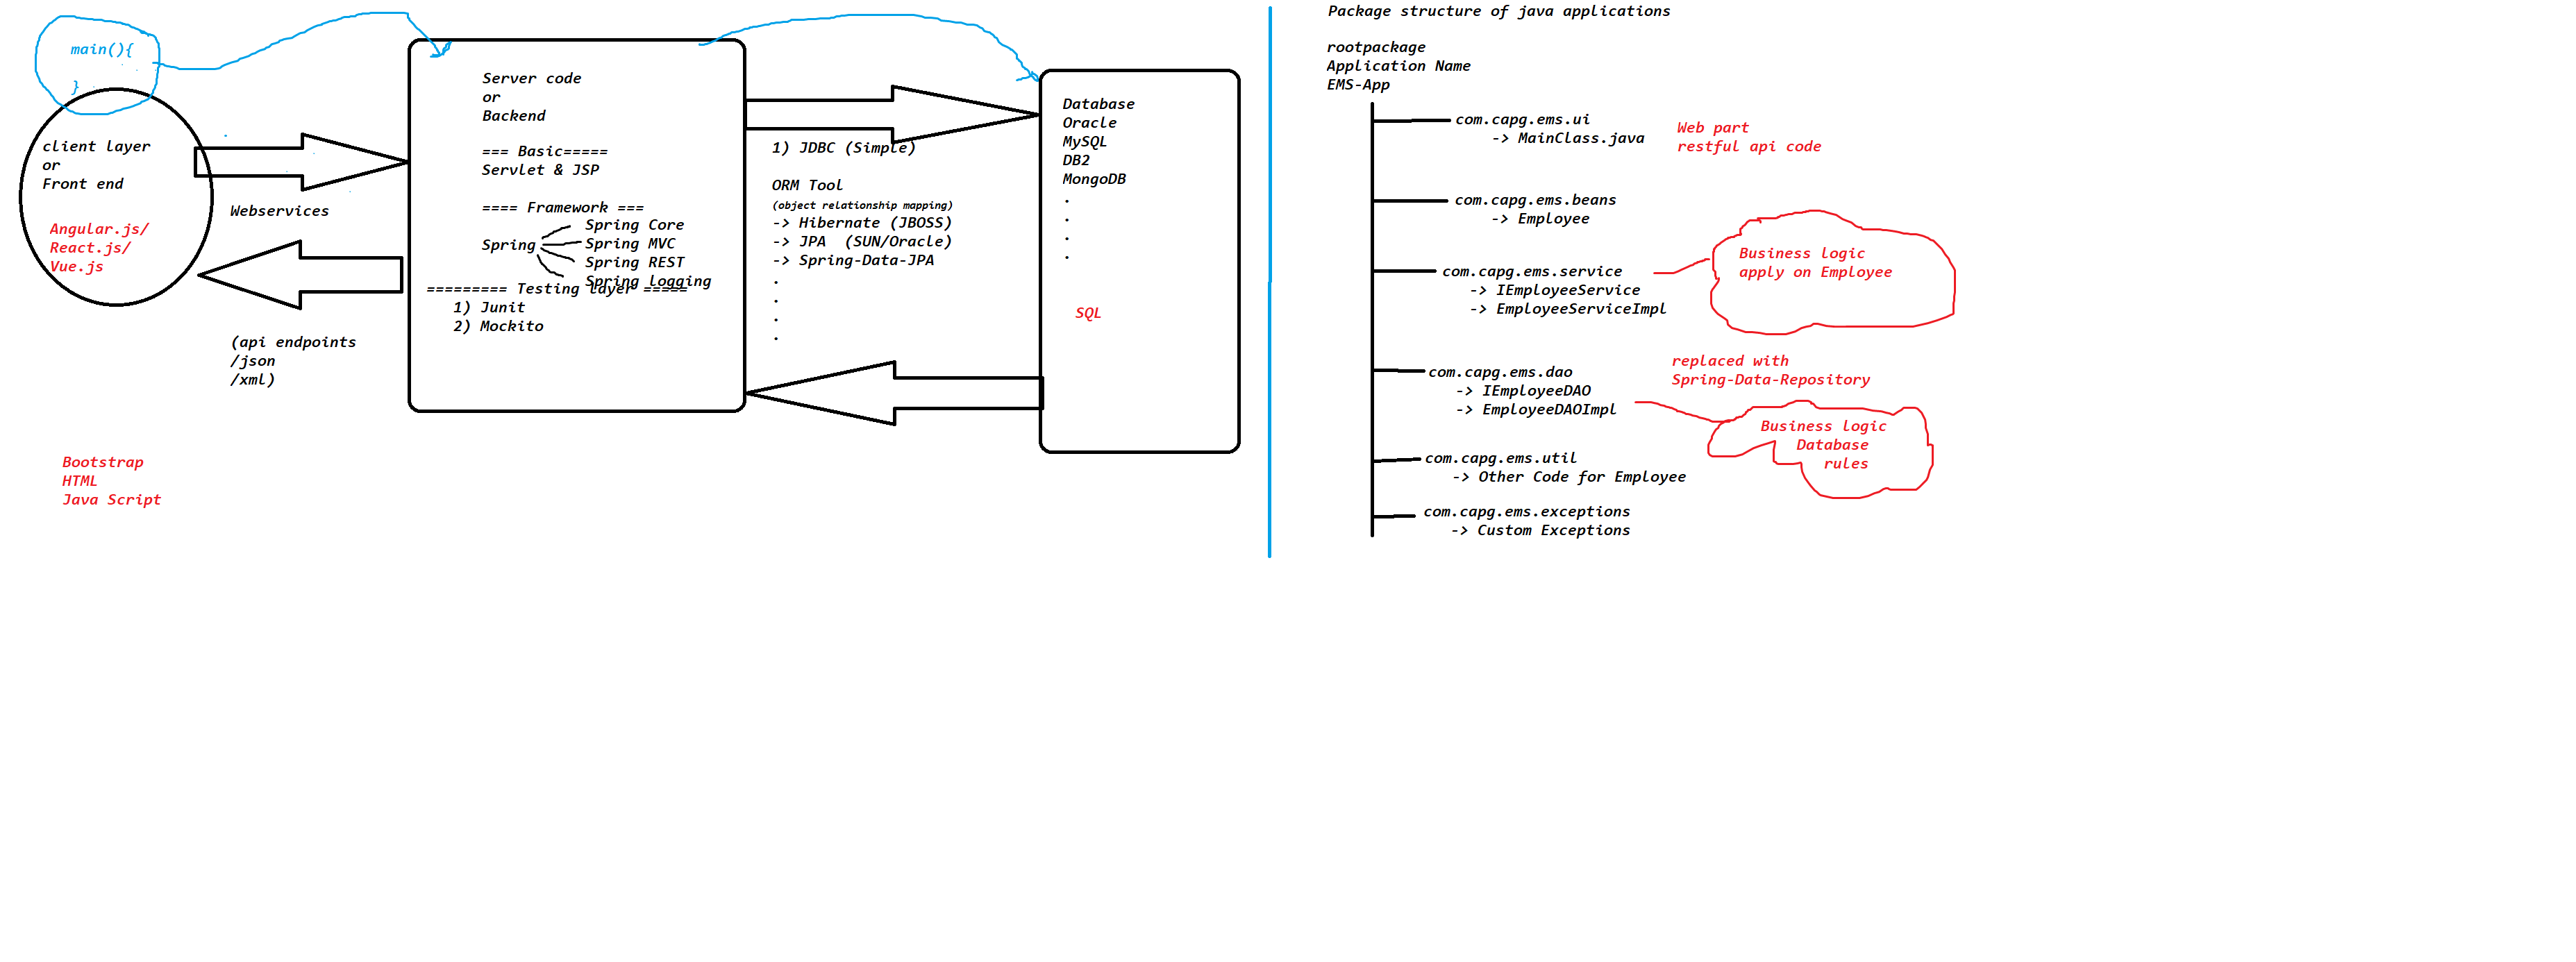 main(){
}
client layer
or
Front end
Angular.js/
React.js/
Vue.js
Webservices
(api endpoints
/json
/xml)
Bootstrap
HTML
Java Script
Server code
or
Backend
=== Basic=====
Servlet & JSP
==== Framework ===
Spring
Spring Core
Spring MVC
Spring REST
Spring logging
========= Testing layer =====
1) Junit
2) Mockito
1) JDBC (Simple)
ORM Tool
(object relationship mapping)
-> Hibernate (JBOSS)
-> JPA  (SUN/Oracle)
-> Spring-Data-JPA
.
.
.
.
Database
Oracle
MySQL
DB2
MongoDB
.
.
.
.
SQL
Package structure of java applications
rootpackage
Application Name
EMS-App
com.capg.ems.ui
-> MainClass.java
Web part
restful api code
com.capg.ems.beans
-> Employee
com.capg.ems.service
-> IEmployeeService
-> EmployeeServiceImpl
Business logic
apply on Employee
com.capg.ems.dao
-> IEmployeeDAO
-> EmployeeDAOImpl
replaced with
Spring-Data-Repository
Business logic
Database
rules
com.capg.ems.util
-> Other Code for Employee
com.capg.ems.exceptions
-> Custom Exceptions